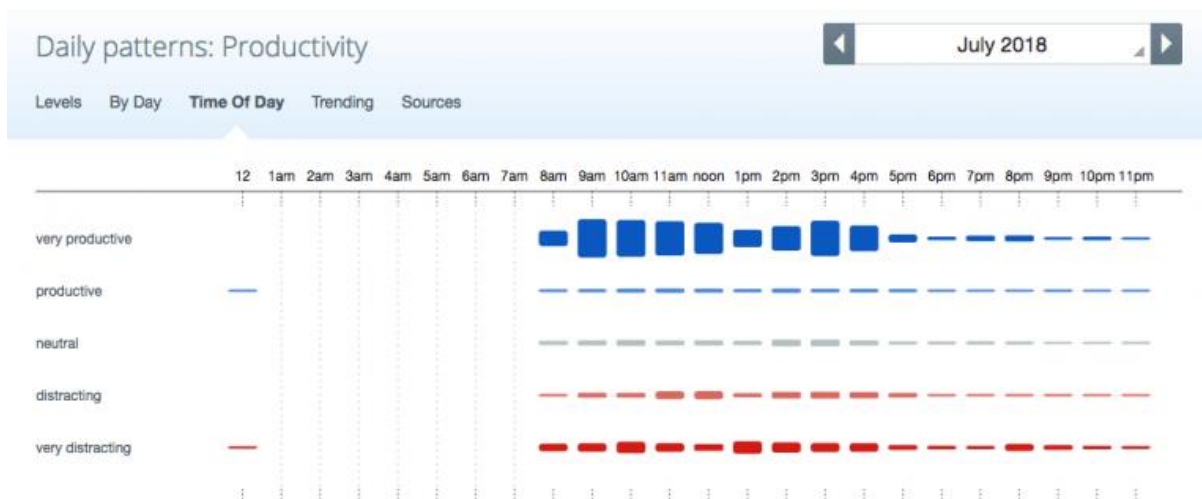 Daily patterns: Productivity
July 2018
Levels By Day Time Of Day Trending Sources
12 1am 2am 3am 4am 5am 6am 7am 8am 9am 10am 11am noon 1pm 2pm 3pm 4pm 5pm 6pm 7pm 8pm 9pm 10pm 11pm
very productive
productive
neutral
distracting
very distracting